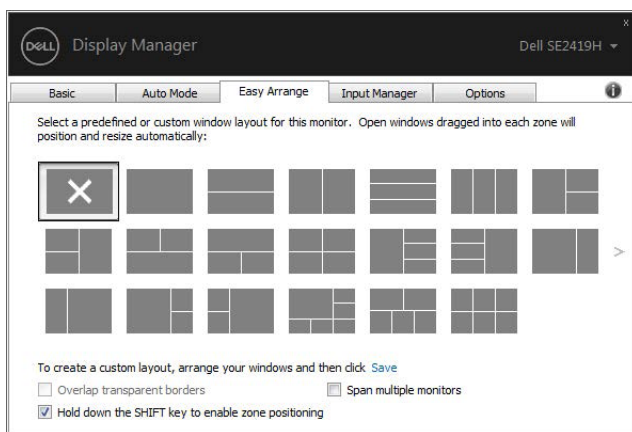 DELL Display Manager Dell SE2419H
Basic Auto Mode Easy Arrange Input Manager Options
Select a predefined or custom window layout for this monitor. Open windows dragged into each zone will
position and resize automatically:
To create a custom layout, arrange your windows and then click Save
Overlap transparent borders Span multiple monitors
Hold down the SHIFT key to enable zone positioning